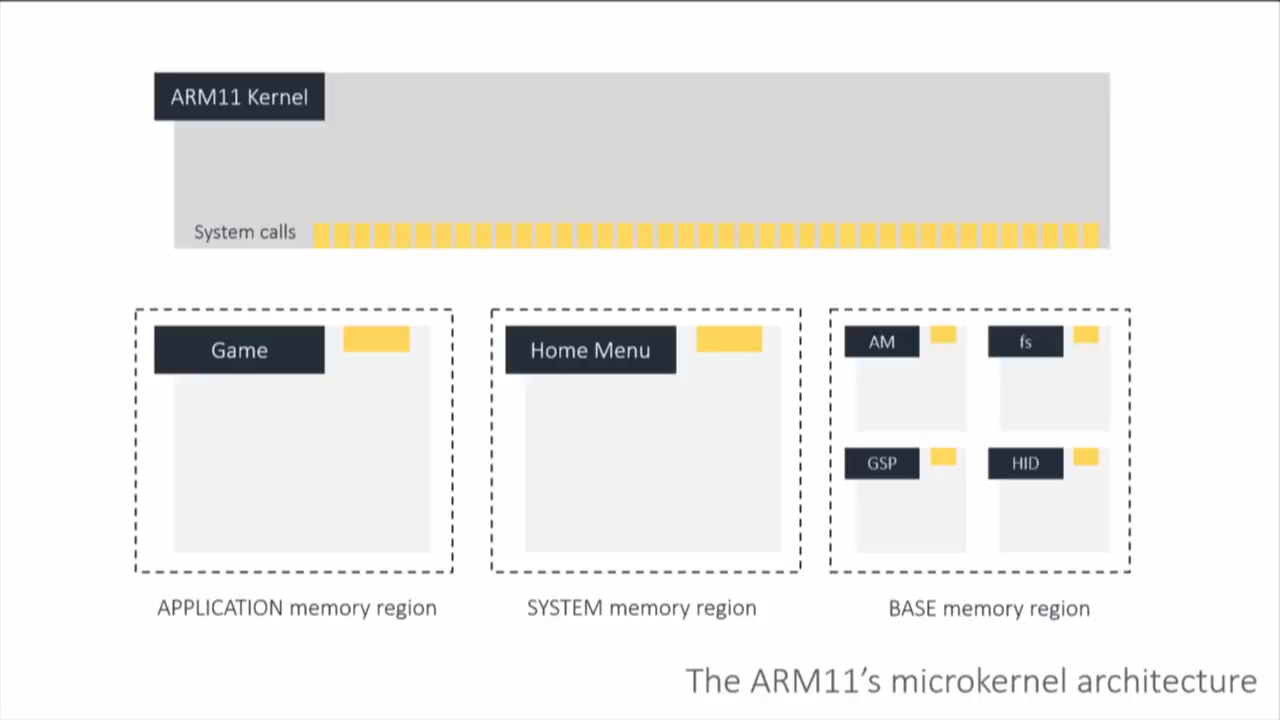 ARM11 Kernel
System calls
Game
Home Menu
AM
fs
GSP
HID
APPLICATION memory region
SYSTEM memory region
BASE memory region
The ARM11’s microkernel architecture